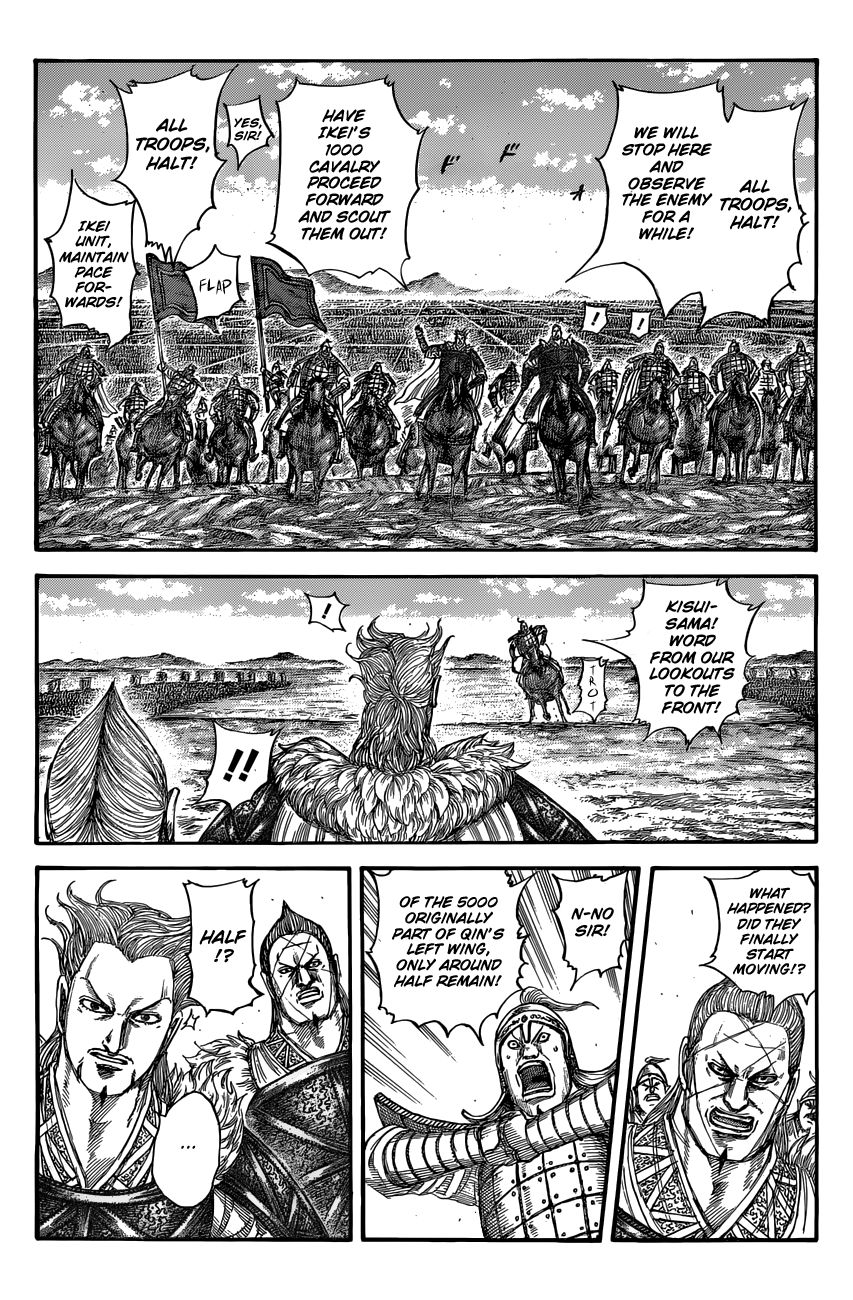 ALL
TROOPS,
HALT!
WE WILL
STOP HERE
AND
OBSERVE
THE ENEMY
FOR A
WHILE!
!
!
HAVE
IKEI'S
1000
CAVALRY
PROCEED
FORWARD
AND SCOUT
THEM OUT!
ド
ド
YES,
SIR!
ALL
TROOPS,
HALT!
FLAP
IKEI
UNIT,
MAINTAIN
PACE
FOR-
WARDS!
KISUI-
SAMA!
WORD
FROM OUR
LOOKOUTS
TO THE
FRONT!
TROT
!
!!
WHAT
HAPPENED?
DID THEY
FINALLY
START
MOVING!?
N-NO
SIR!
OF THE 5000
ORIGINALLY
PART OF QIN'S
LEFT WING,
ONLY AROUND
HALF REMAIN!
HALF
!?
...